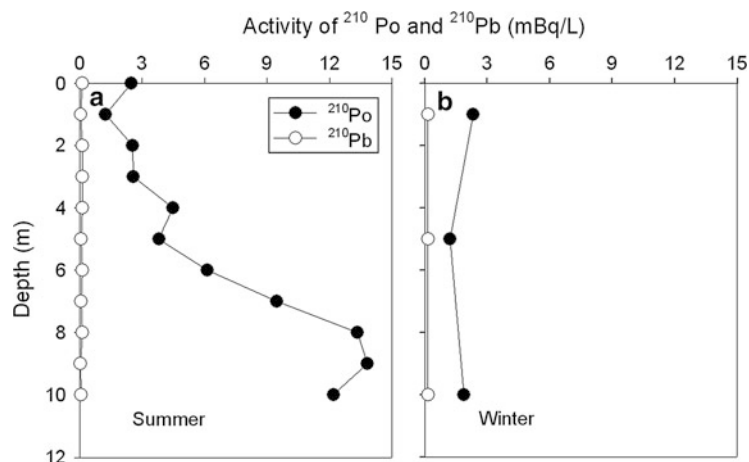 Activity of ²¹⁰ Po and ²¹⁰Pb (mBq/L)
0 3 6 9 12 15 0 3 6 9 12 15
0
a b
²¹⁰Po
²¹⁰Pb
2
4
Depth (m)
6
8
10
Summer Winter
12